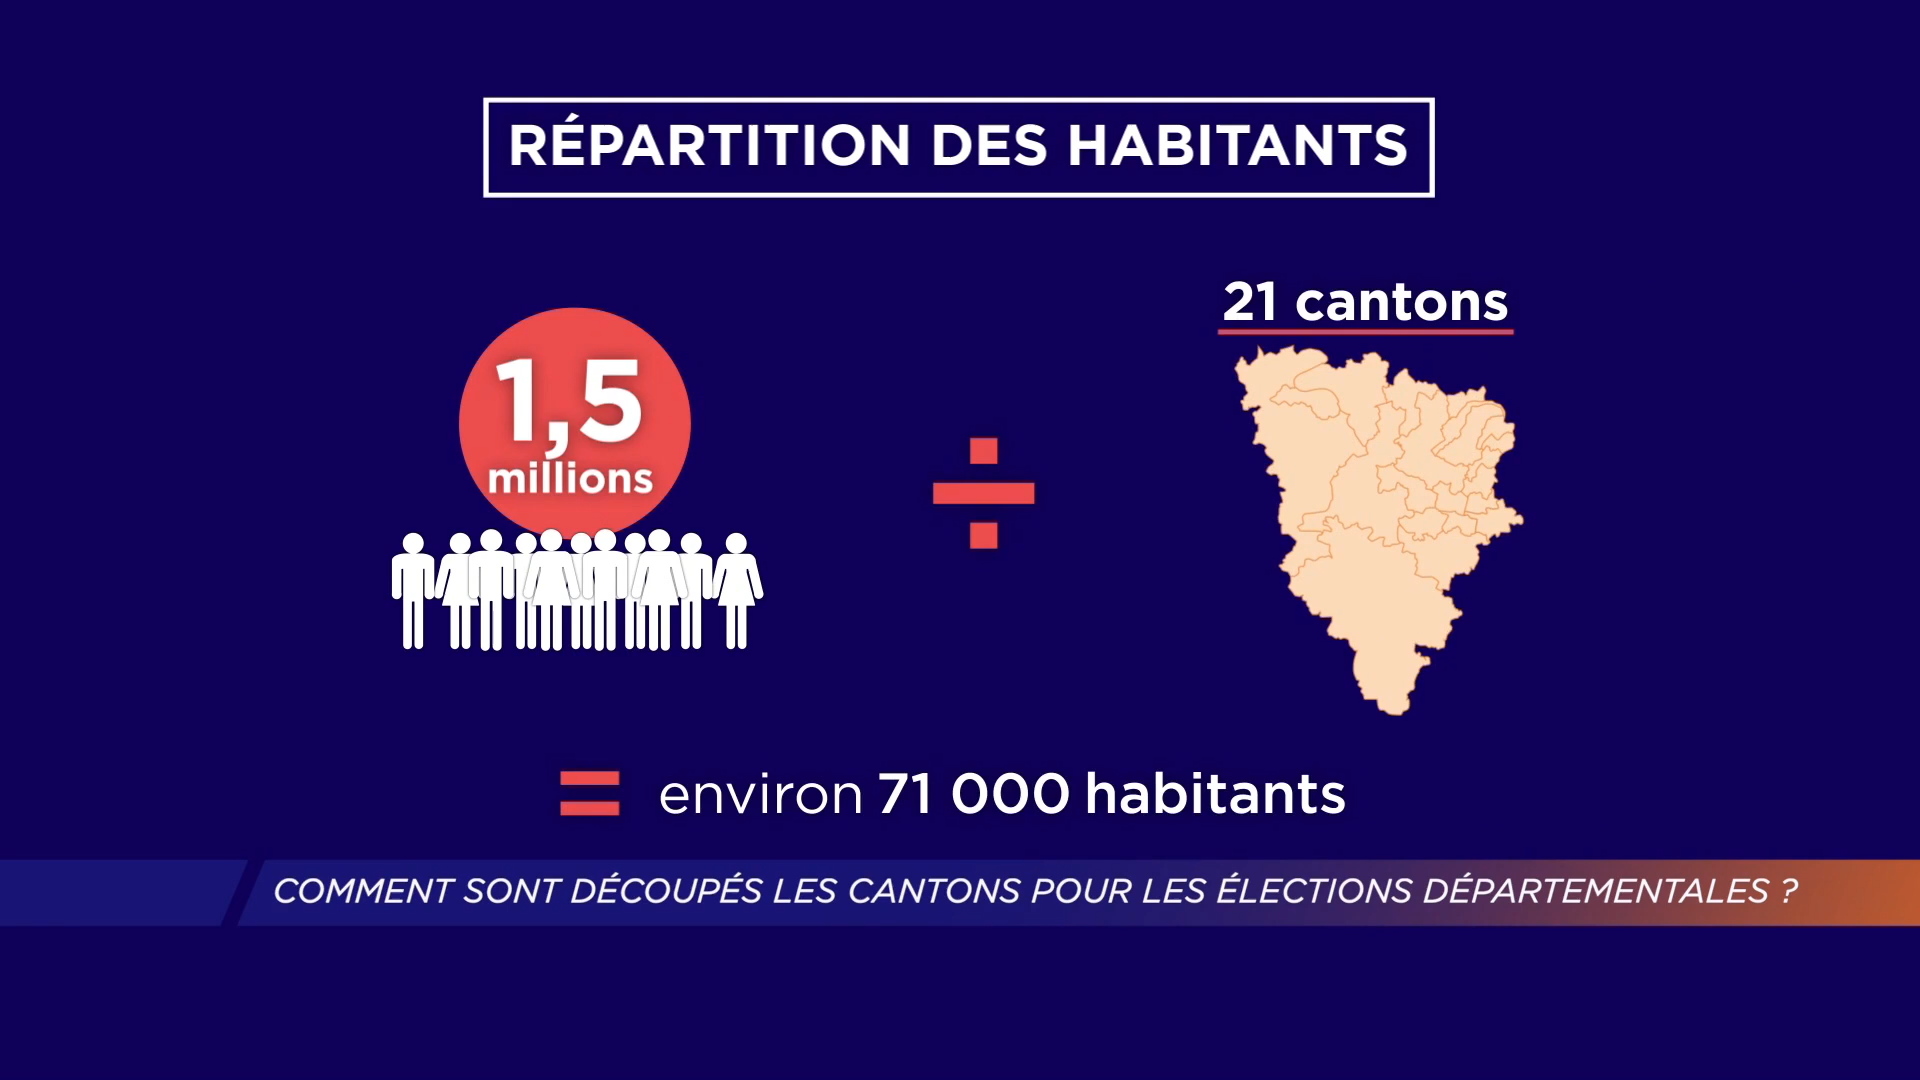 RÉPARTITION DES HABITANTS
21 cantons
1,5
millions
environ 71 000 habitants
COMMENT SONT DÉCOUPÉS LES CANTONS POUR LES ÉLECTIONS DÉPARTEMENTALES ?